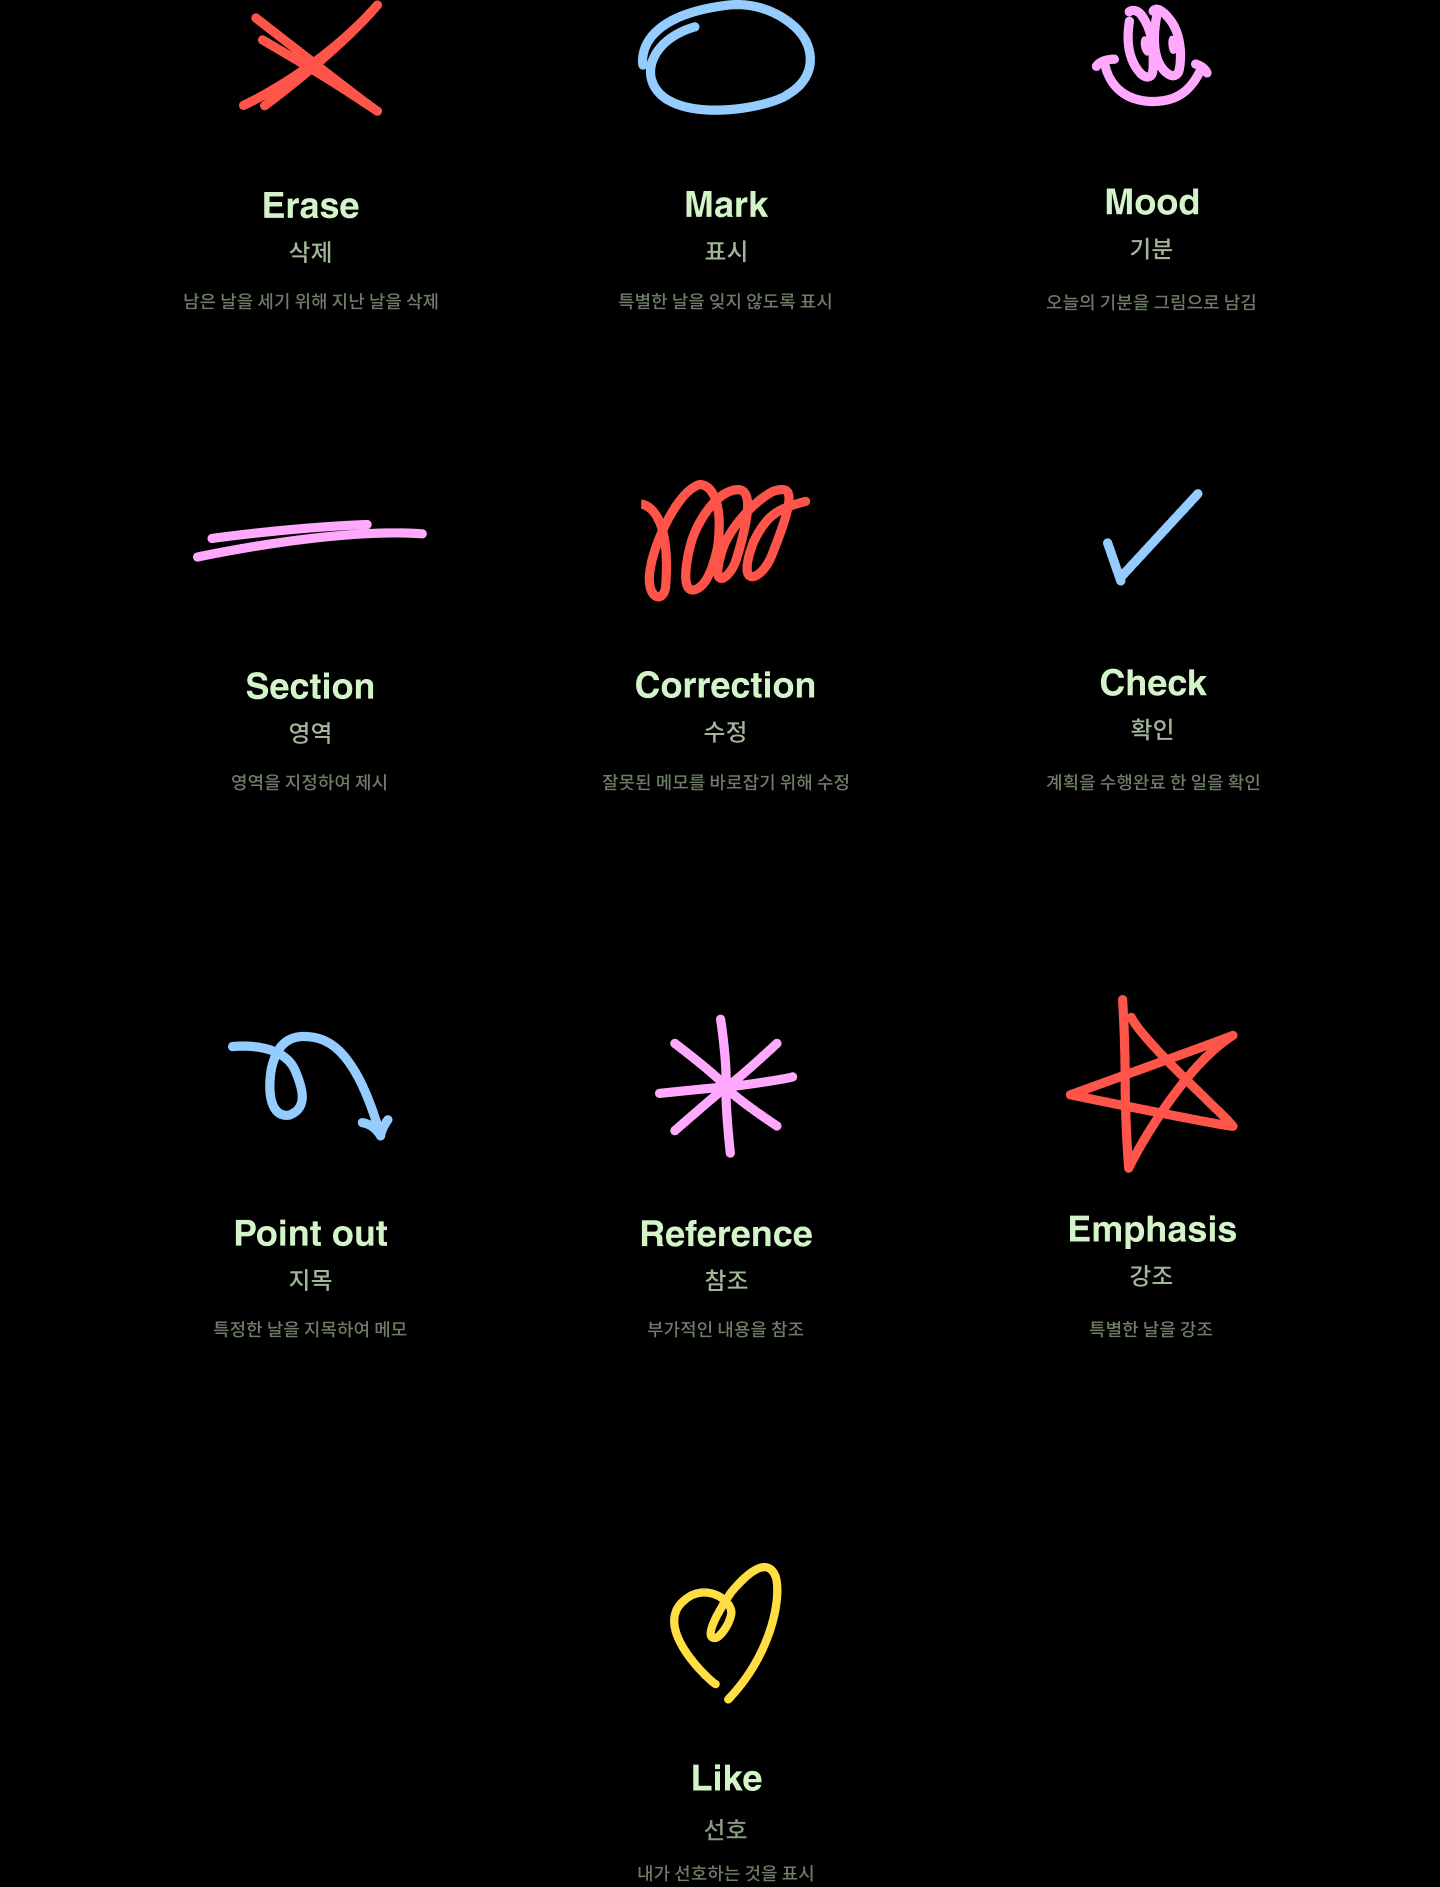 Erase
삭제
남은 날을 세기 위해 지난 날을 삭제
Mark
표시
특별한 날을 잊지 않도록 표시
Mood
기분
오늘의 기분을 그림으로 남김
Section
영역
영역을 지정하여 제시
Correction
수정
잘못된 메모를 바로잡기 위해 수정
Check
확인
계획을 수행완료 한 일을 확인
Point out
지목
특정한 날을 지목하여 메모
Reference
참조
부가적인 내용을 참조
Emphasis
강조
특별한 날을 강조
Like
선호
내가 선호하는 것을 표시